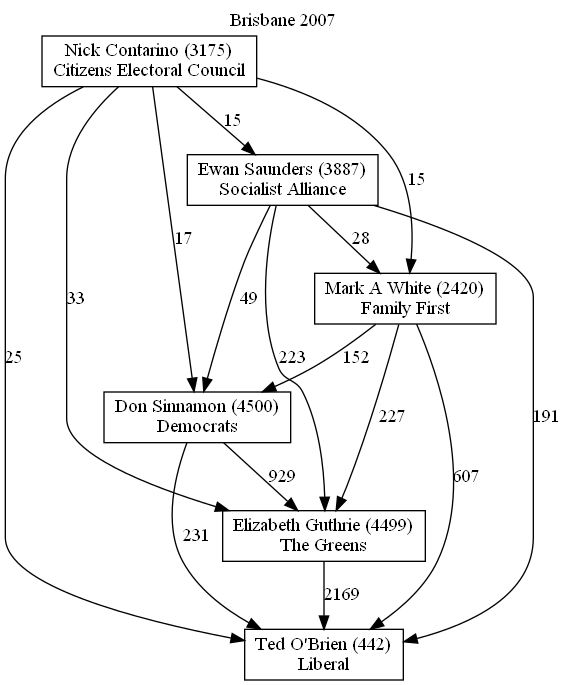 Brisbane 2007
Nick Contarino (3175)
Citizens Electoral Council
15
Ewan Saunders (3887)
Socialist Alliance
15
17
28
Mark A White (2420)
Family First
33
49
25
223
152
Don Sinnamon (4500)
Democrats
227
191
929
607
231
Elizabeth Guthrie (4499)
The Greens
2169
Ted O'Brien (442)
Liberal